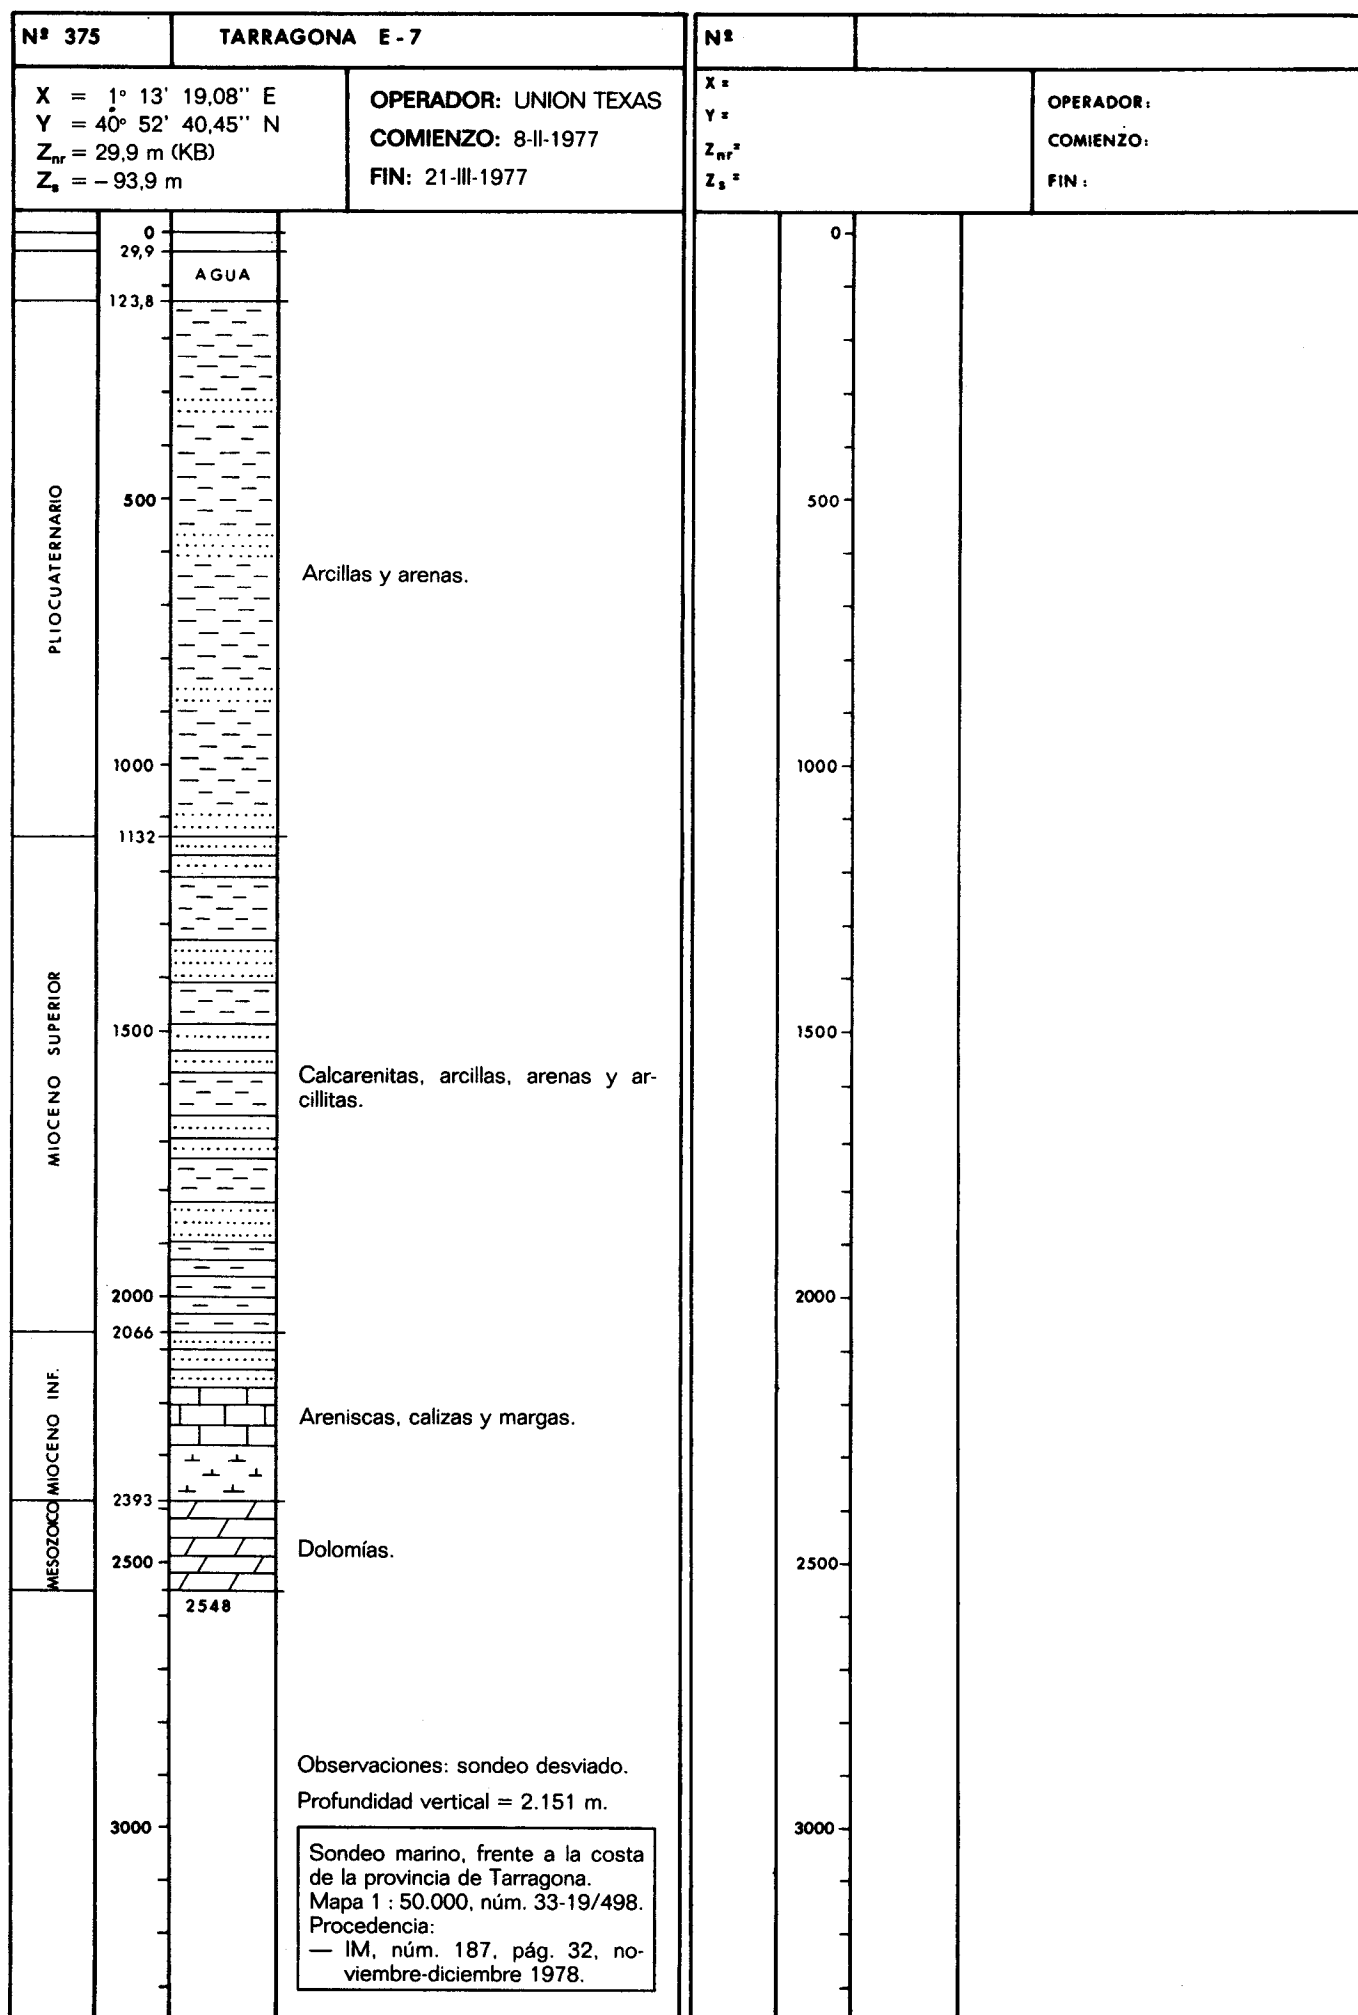 Nº 375 TARRAGONA E-7
X = 1° 13' 19,08'' E
Y = 40° 52' 40,45'' N
Znr = 29,9 m (KB)
Zs = – 93,9 m
OPERADOR: UNION TEXAS
COMIENZO: 8-II-1977
FIN: 21-III-1977
0
29,9
AGUA
123,8
PLIOCUATERNARIO
500
Arcillas y arenas.
1000
1132
MIOCENO SUPERIOR
1500
Calcarenitas, arcillas, arenas y ar-
cillitas.
2000
2066
MIOCENO INF.
Areniscas, calizas y margas.
2393
MESOZOICO
2500
Dolomías.
2548
Observaciones: sondeo desviado.
Profundidad vertical = 2.151 m.
3000
Sondeo marino, frente a la costa
de la provincia de Tarragona.
Mapa 1 : 50.000, núm. 33-19/498.
Procedencia:
— IM, núm. 187, pág. 32, no-
viembre-diciembre 1978.
Nº
X =
Y =
Znr=
Zs =
OPERADOR:
COMIENZO:
FIN:
0
500
1000
1500
2000
2500
3000